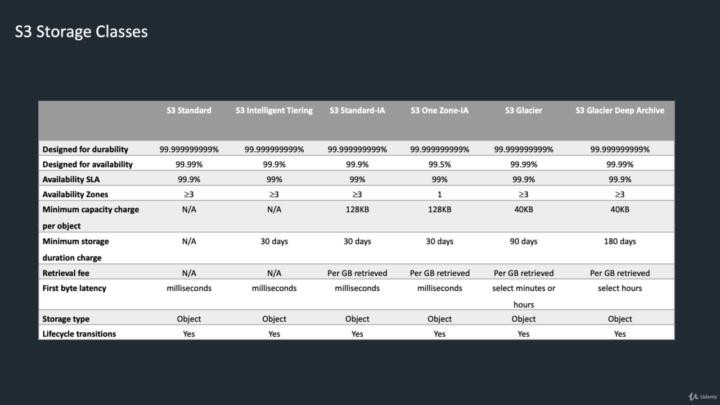 S3 Storage Classes
S3 Standard S3 Intelligent Tiering S3 Standard-IA S3 One Zone-IA S3 Glacier S3 Glacier Deep Archive
Designed for durability 99.999999999% 99.999999999% 99.999999999% 99.999999999% 99.999999999% 99.999999999%
Designed for availability 99.99% 99.9% 99.9% 99.5% 99.99% 99.99%
Availability SLA 99.9% 99% 99% 99% 99.9% 99.9%
Availability Zones ≥3 ≥3 ≥3 1 ≥3 ≥3
Minimum capacity charge N/A N/A 128KB 128KB 40KB 40KB
per object
Minimum storage N/A 30 days 30 days 30 days 90 days 180 days
duration charge
Retrieval fee N/A N/A Per GB retrieved Per GB retrieved Per GB retrieved Per GB retrieved
First byte latency milliseconds milliseconds milliseconds milliseconds select minutes or select hours
hours
Storage type Object Object Object Object Object Object
Lifecycle transitions Yes Yes Yes Yes Yes Yes
Udemy